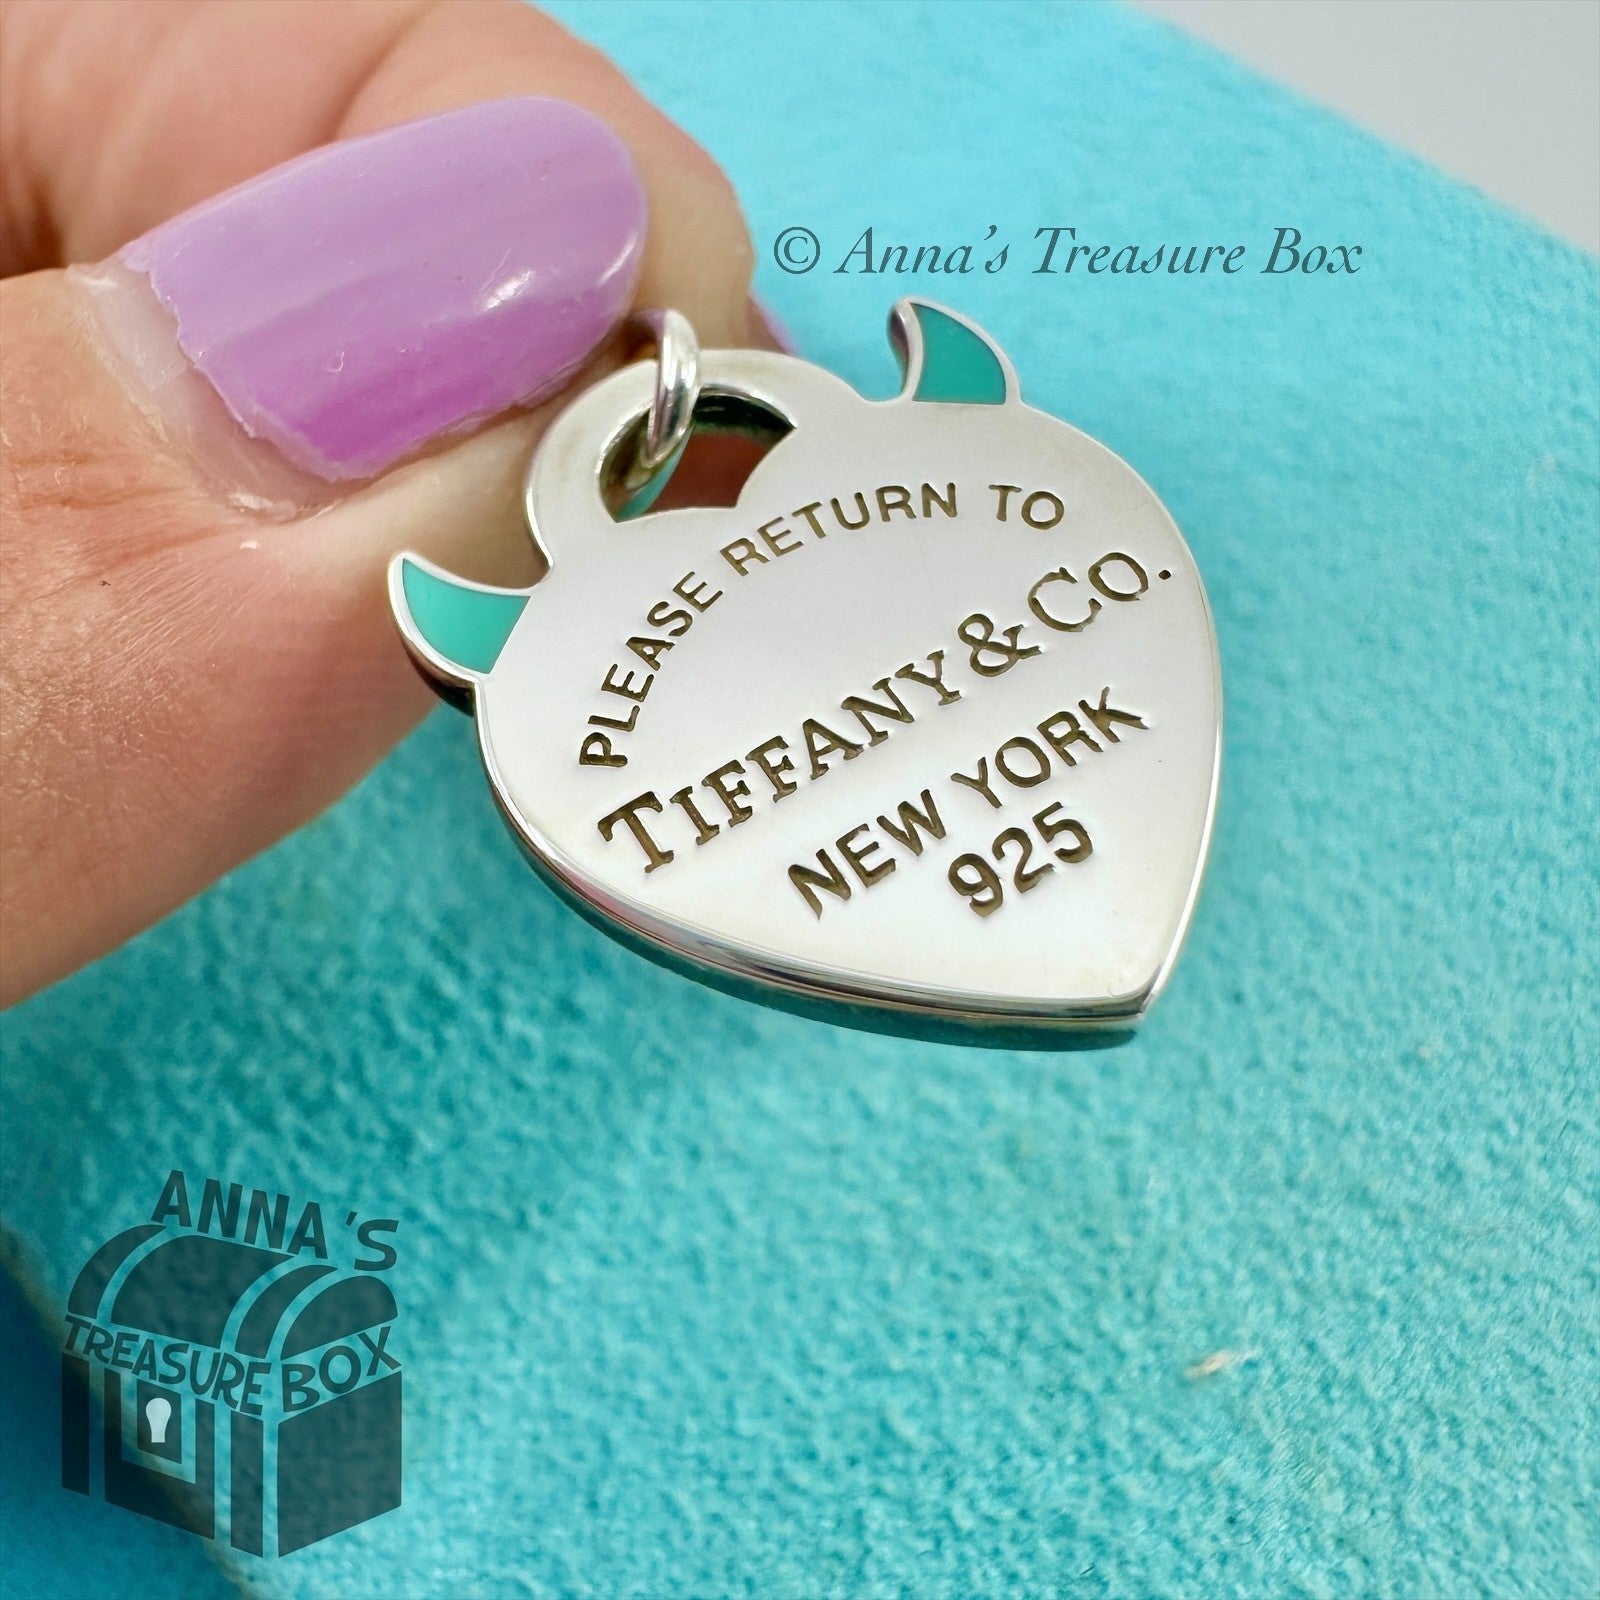 © Anna's Treasure Box
PLEASE RETURN TO
TIFFANY & CO.
NEW YORK
925
ANNA'S
TREASURE BOX